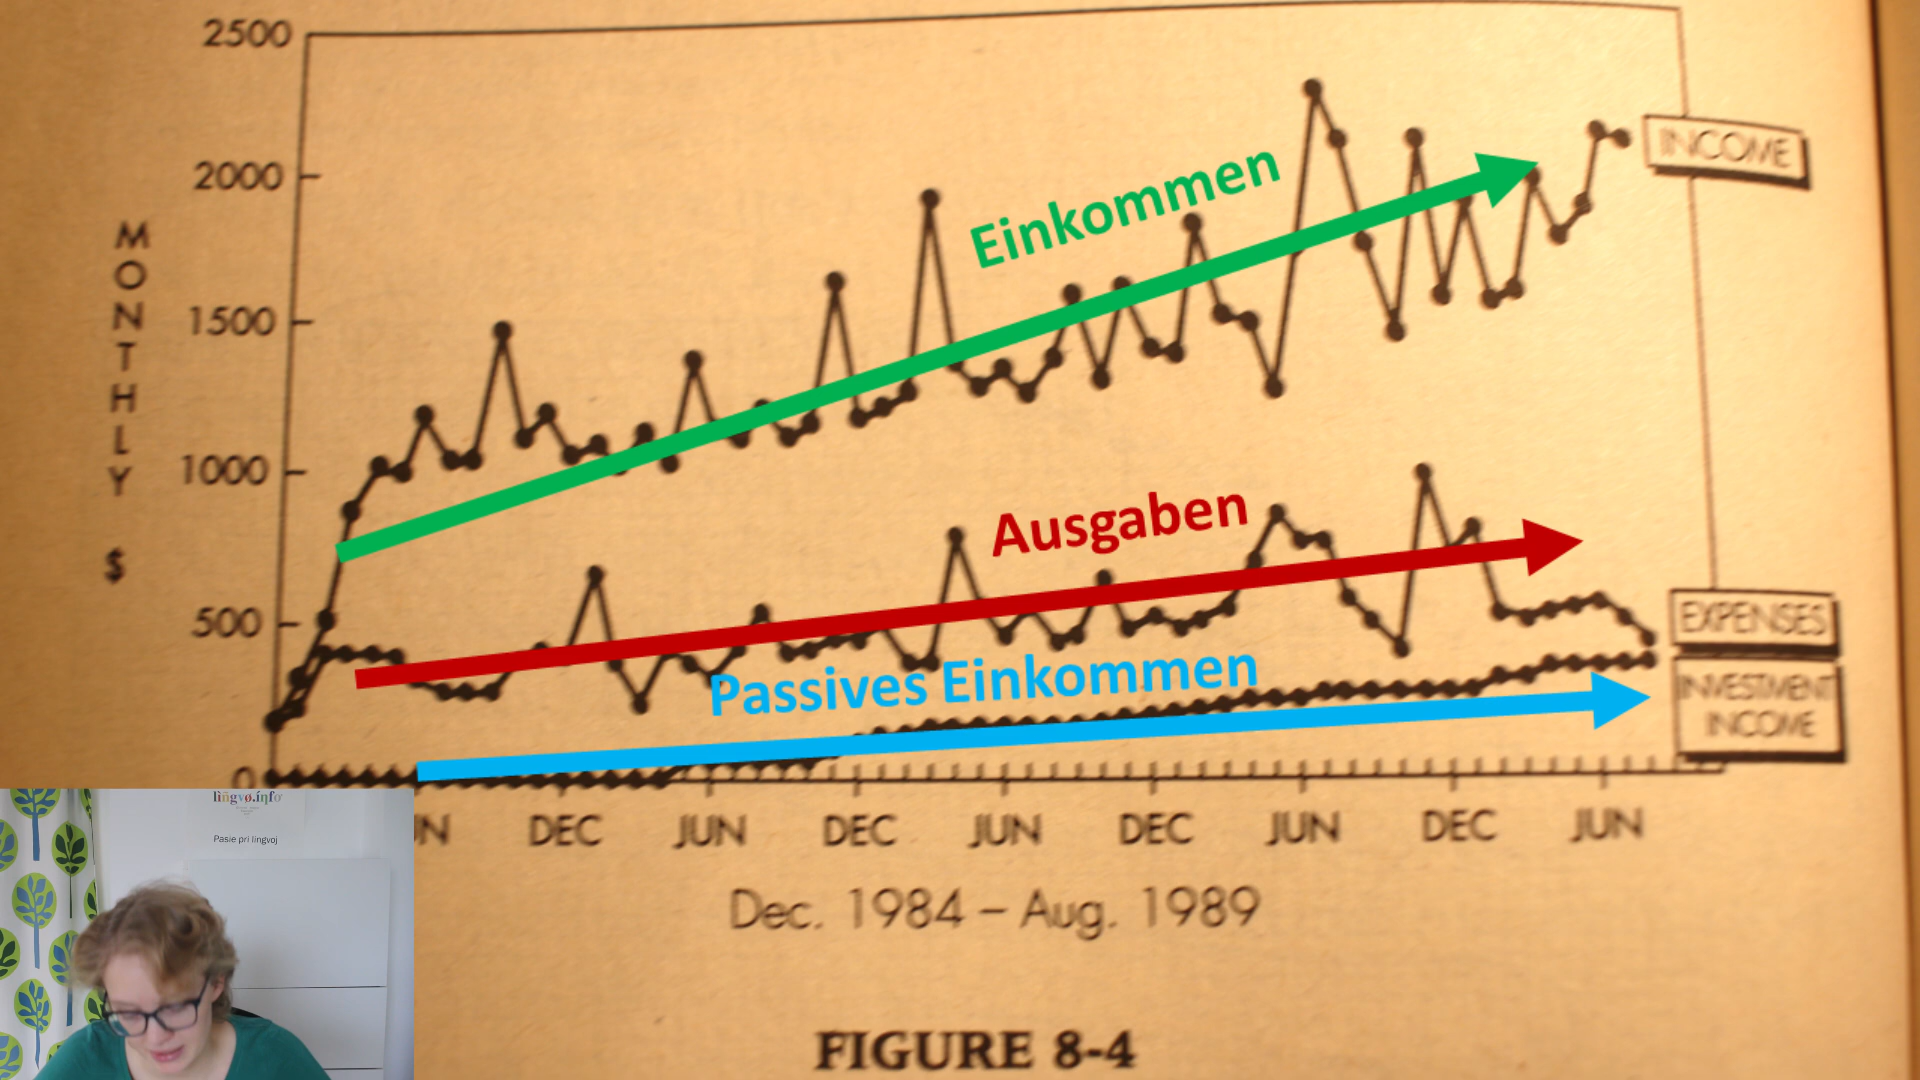 2500
INCOME
Einkommen
2000
MONTHLY $
1500
1000
Ausgaben
500
EXPENSES
Passives Einkommen
INVESTMENT
INCOME
0
lingvo.info
Pasie pri lingvoj
DEC JUN DEC JUN DEC JUN DEC JUN
Dec. 1984 – Aug. 1989
FIGURE 8-4